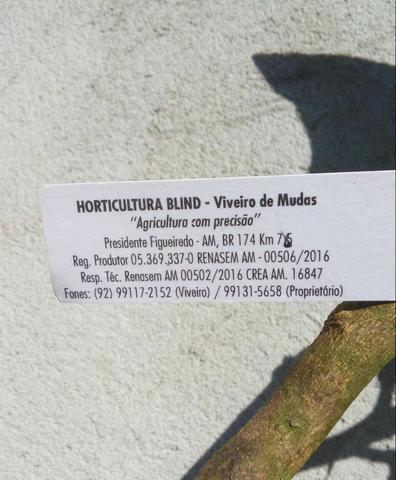 HORTICULTURA BLIND - Viveiro de Mudas
"Agricultura com precisão"
Presidente Figueiredo - AM, BR 174 Km
Reg. Produtor 05.369.337-0 RENASEM AM - 00506/2016
Resp. Téc. Renasem AM 00502/2016 CREA AM. 16847
Fones: (92) 99117-2152 (Viveiro) / 99131-5658 (Proprietário)